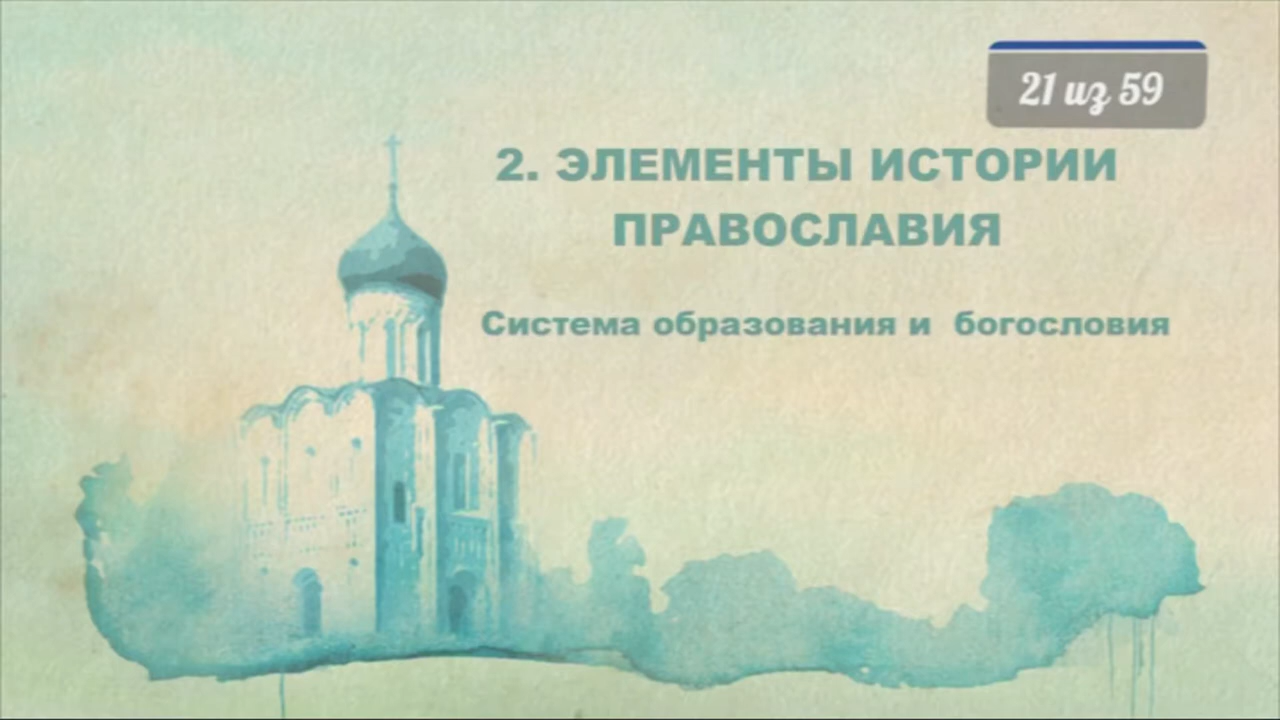 21 из 59
2. ЭЛЕМЕНТЫ ИСТОРИИ
ПРАВОСЛАВИЯ
Система образования и богословия